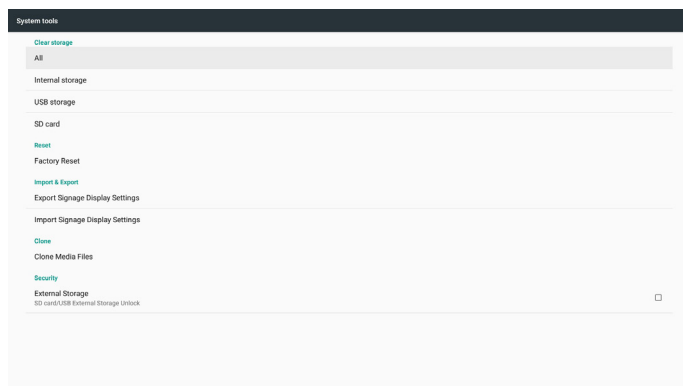 System tools
Clear storage
All
Internal storage
USB storage
SD card
Reset
Factory Reset
Import & Export
Export Signage Display Settings
Import Signage Display Settings
Clone
Clone Media Files
Security
External Storage
SD card/USB External Storage Unlock